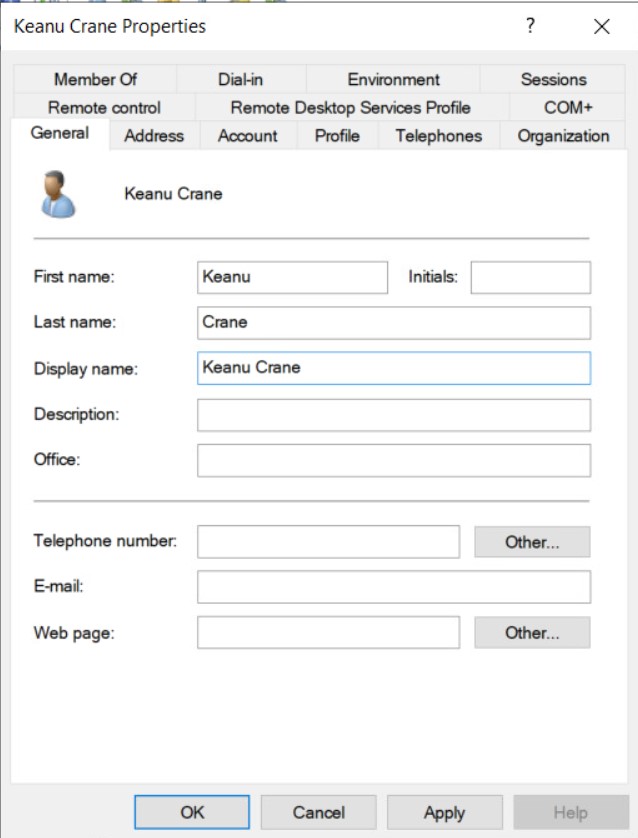 Keanu Crane Properties ?
Member Of Dial-in Environment Sessions
Remote control Remote Desktop Services Profile COM+
General Address Account Profile Telephones Organization
Keanu Crane
First name: Keanu Initials:
Last name: Crane
Display name: Keanu Crane
Description:
Office:
Telephone number: Other...
E-mail:
Web page: Other...
OK Cancel Apply Help